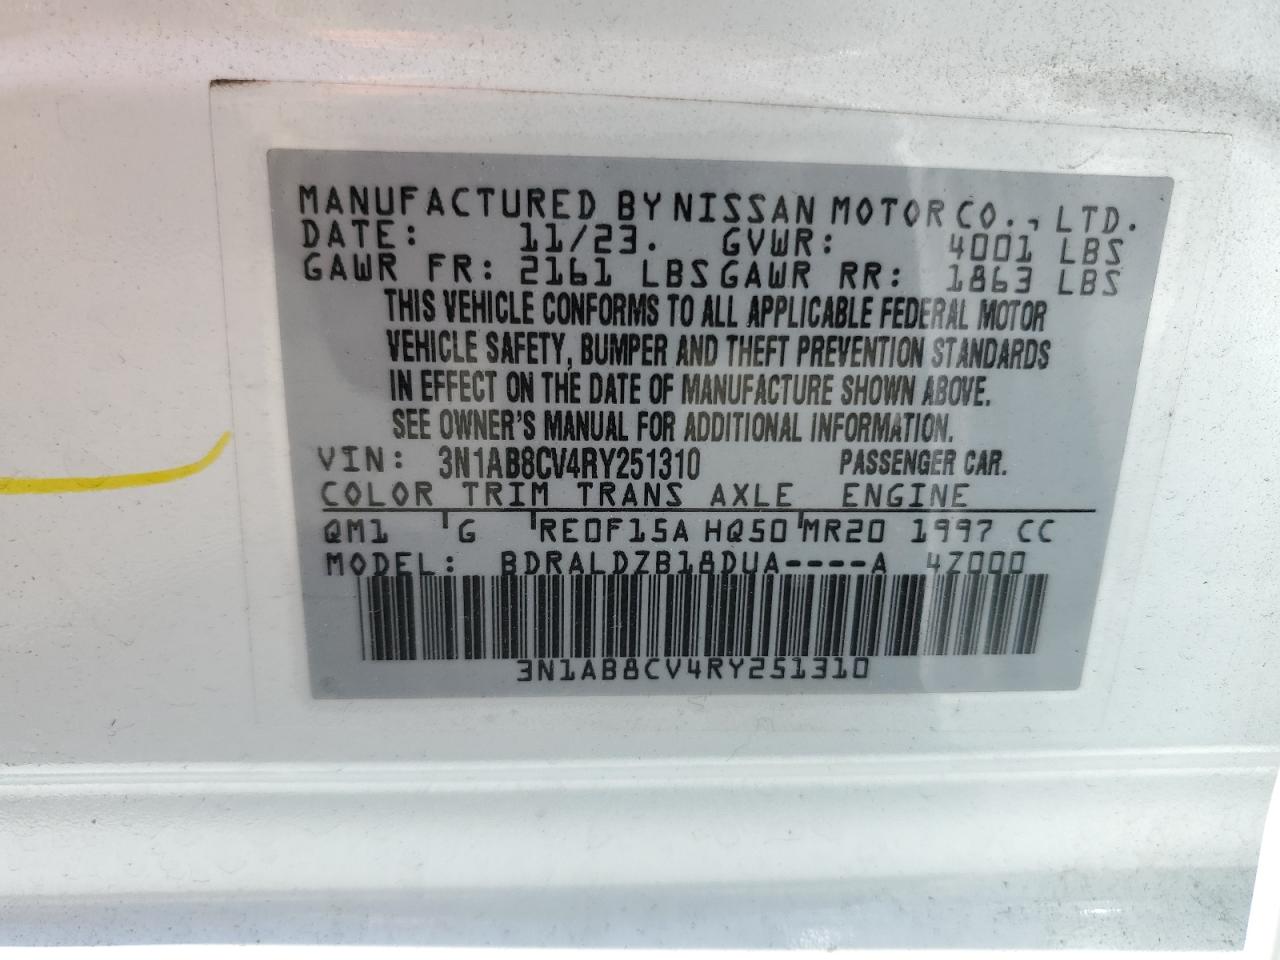 MANUFACTURED BY NISSAN MOTOR CO., LTD.
DATE: 11/23. GVWR: 4001 LBS
GAWR FR: 2161 LBS GAWR RR: 1863 LBS
THIS VEHICLE CONFORMS TO ALL APPLICABLE FEDERAL MOTOR
VEHICLE SAFETY, BUMPER AND THEFT PREVENTION STANDARDS
IN EFFECT ON THE DATE OF MANUFACTURE SHOWN ABOVE.
SEE OWNER'S MANUAL FOR ADDITIONAL INFORMATION.
VIN: 3N1AB8CV4RY251310 PASSENGER CAR.
COLOR TRIM TRANS AXLE ENGINE
QM1 G RE0F15A HQ50 MR20 1997 CC
MODEL: BDRALDZB18DUA----A 4Z000
3N1AB8CV4RY251310